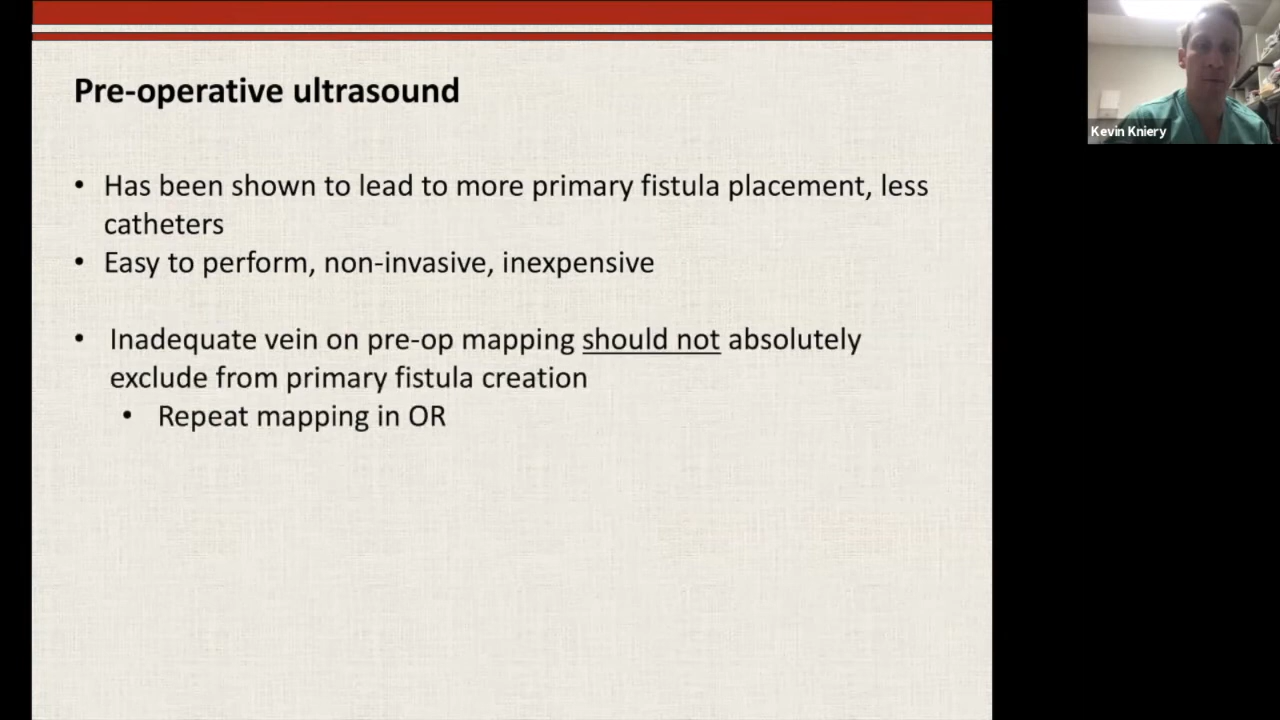 Pre-operative ultrasound
• Has been shown to lead to more primary fistula placement, less
catheters
• Easy to perform, non-invasive, inexpensive
• Inadequate vein on pre-op mapping should not absolutely
exclude from primary fistula creation
• Repeat mapping in OR
Kevin Kniery